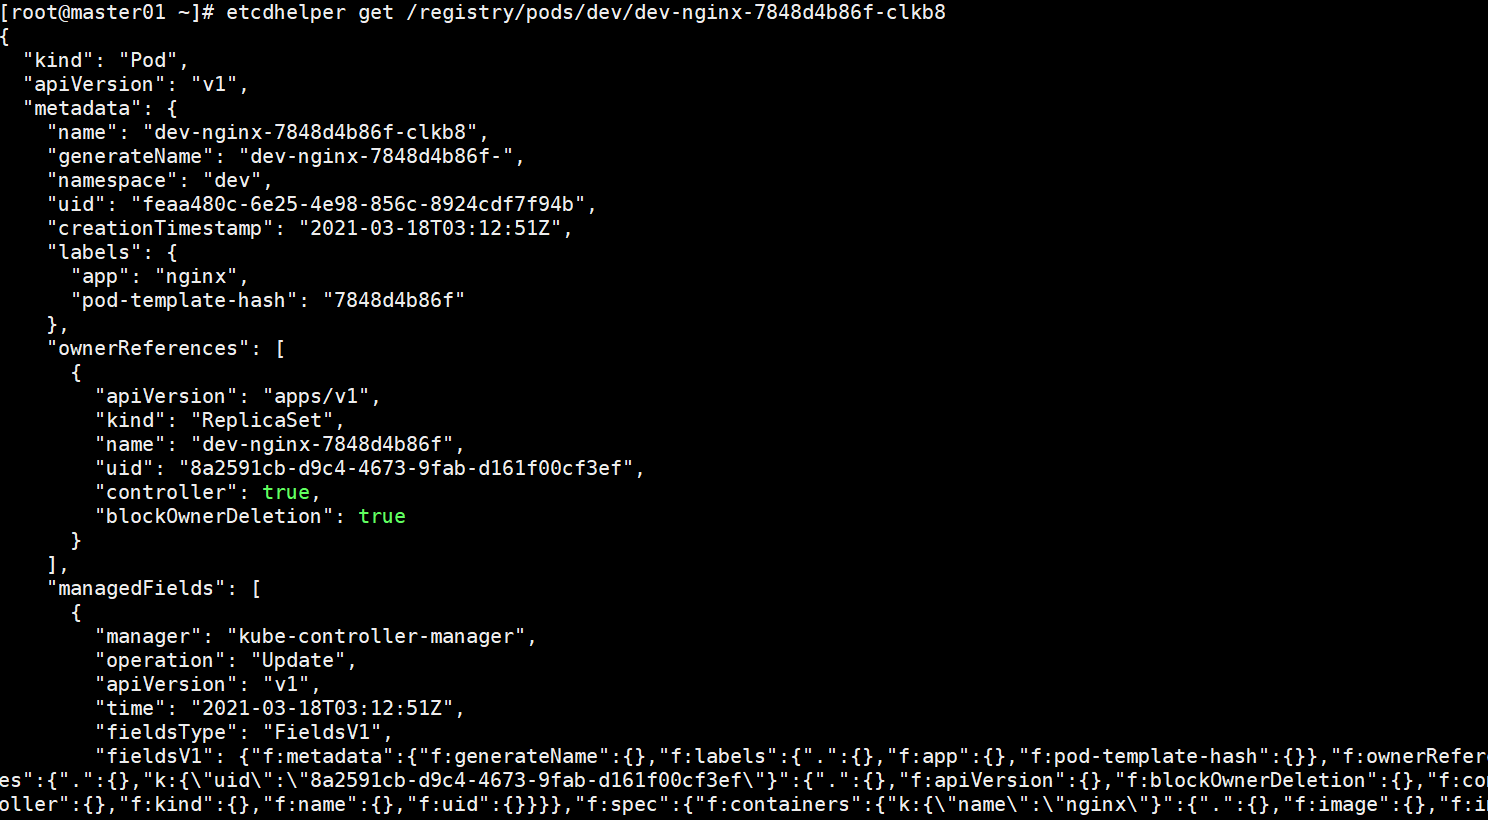 [root@master01 ~]# etcdhelper get /registry/pods/dev/dev-nginx-7848d4b86f-clkb8
{
  "kind": "Pod",
  "apiVersion": "v1",
  "metadata": {
    "name": "dev-nginx-7848d4b86f-clkb8",
    "generateName": "dev-nginx-7848d4b86f-",
    "namespace": "dev",
    "uid": "feaa480c-6e25-4e98-856c-8924cdf7f94b",
    "creationTimestamp": "2021-03-18T03:12:51Z",
    "labels": {
      "app": "nginx",
      "pod-template-hash": "7848d4b86f"
    },
    "ownerReferences": [
      {
        "apiVersion": "apps/v1",
        "kind": "ReplicaSet",
        "name": "dev-nginx-7848d4b86f",
        "uid": "8a2591cb-d9c4-4673-9fab-d161f00cf3ef",
        "controller": true,
        "blockOwnerDeletion": true
      }
    ],
    "managedFields": [
      {
        "manager": "kube-controller-manager",
        "operation": "Update",
        "apiVersion": "v1",
        "time": "2021-03-18T03:12:51Z",
        "fieldsType": "FieldsV1",
        "fieldsV1": {"f:metadata":{"f:generateName":{},"f:labels":{".":{},"f:app":{},"f:pod-template-hash":{}},"f:ownerRefere
es":{".":{},"k:{\"uid\":\"8a2591cb-d9c4-4673-9fab-d161f00cf3ef\"}":{".":{},"f:apiVersion":{},"f:blockOwnerDeletion":{},"f:co
oller":{},"f:kind":{},"f:name":{},"f:uid":{}}}},"f:spec":{"f:containers":{"k:{\"name\":\"nginx\"}":{".":{},"f:image":{},"f:i